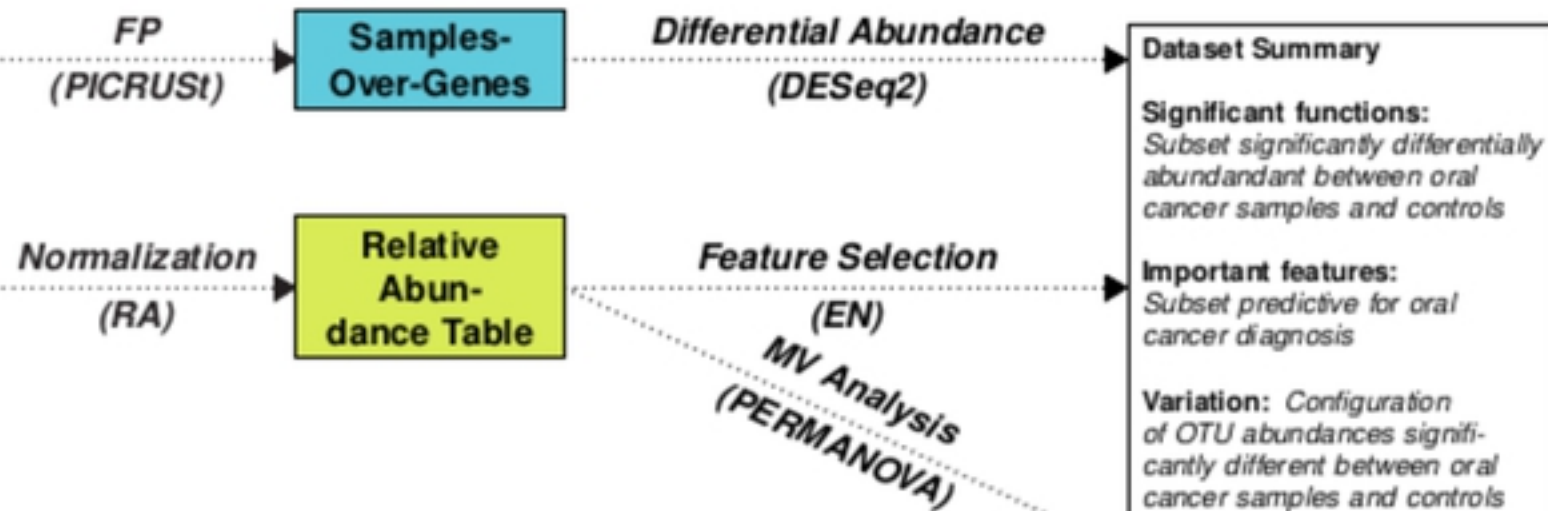 FP
(PICRUSt)
Samples-
Over-Genes
Differential Abundance
(DESeq2)
Normalization
(RA)
Relative
Abun-
dance Table
Feature Selection
(EN)
MV Analysis
(PERMANOVA)
Dataset Summary
Significant functions:
Subset significantly differentially
abundandant between oral
cancer samples and controls
Important features:
Subset predictive for oral
cancer diagnosis
Variation: Configuration
of OTU abundances signifi-
cantly different between oral
cancer samples and controls